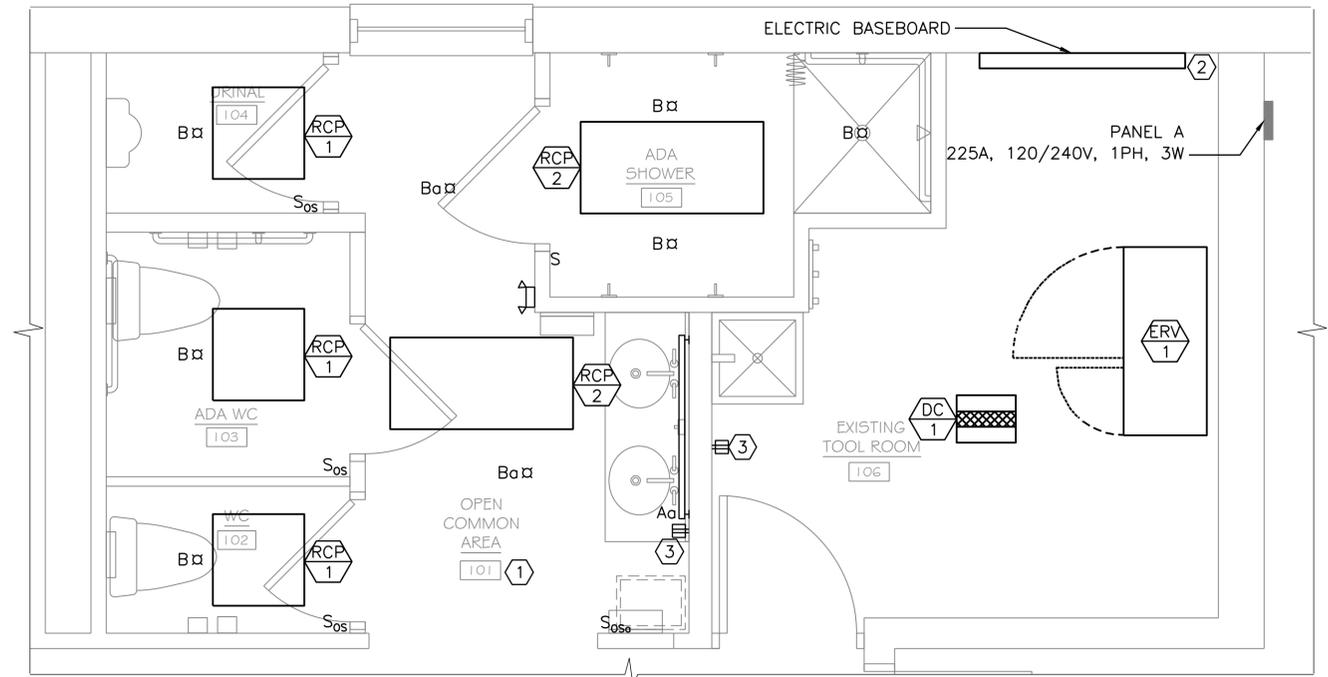 ELECTRIC BASEBOARD
2
PANEL A
225A, 120/240V, 1PH, 3W
URINAL
104
B¤
RCP
1
SOS
B¤
RCP
2
ADA
SHOWER
105
B¤
B¤
Ba¤
S
ERV
1
B¤
RCP
1
RCP
2
ADA WC
103
SOS
DC
1
EXISTING
TOOL ROOM
106
3
Ba¤
Aa
3
OPEN
COMMON
AREA
101
1
WC
102
B¤
RCP
1
SOS
SOSa